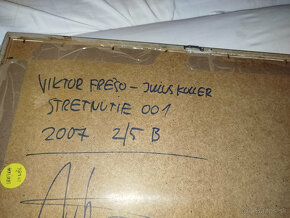 VIKTOR FREŠO - JULIUS KOLLER
STRETNUTIE 001
2007 2/5 B